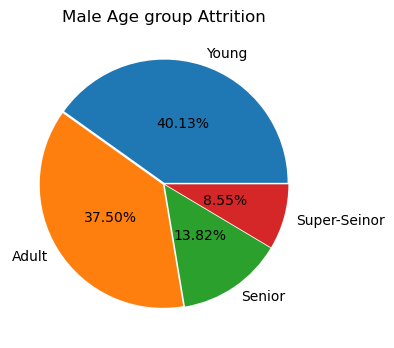 Male Age group Attrition
Young
40.13%
8.55%
37.50%
Super-Seinor
13.82%
Adult
Senior